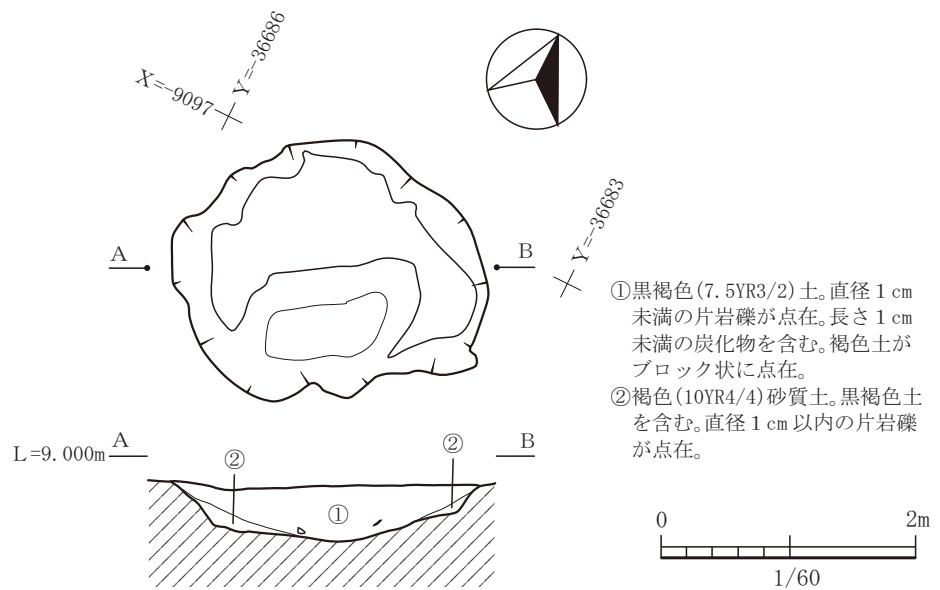 X=-9097
Y=-36686
Y=-36683
A
B
①黒褐色(7.5YR3/2)土。直径1cm
未満の片岩礫が点在。長さ1cm
未満の炭化物を含む。褐色土が
ブロック状に点在。
②褐色(10YR4/4)砂質土。黒褐色土
を含む。直径1cm以内の片岩礫
が点在。
L=9.000m
A
B
②
②
①
0
2m
1/60